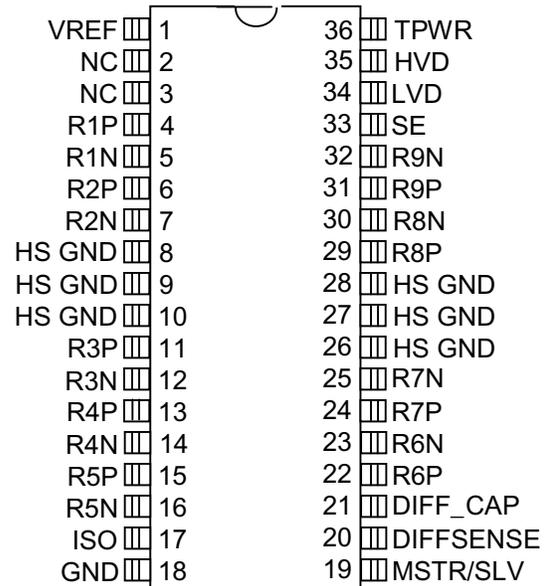 VREF 1 36 TPWR
NC 2 35 HVD
NC 3 34 LVD
R1P 4 33 SE
R1N 5 32 R9N
R2P 6 31 R9P
R2N 7 30 R8N
HS GND 8 29 R8P
HS GND 9 28 HS GND
HS GND 10 27 HS GND
R3P 11 26 HS GND
R3N 12 25 R7N
R4P 13 24 R7P
R4N 14 23 R6N
R5P 15 22 R6P
R5N 16 21 DIFF_CAP
ISO 17 20 DIFFSENSE
GND 18 19 MSTR/SLV